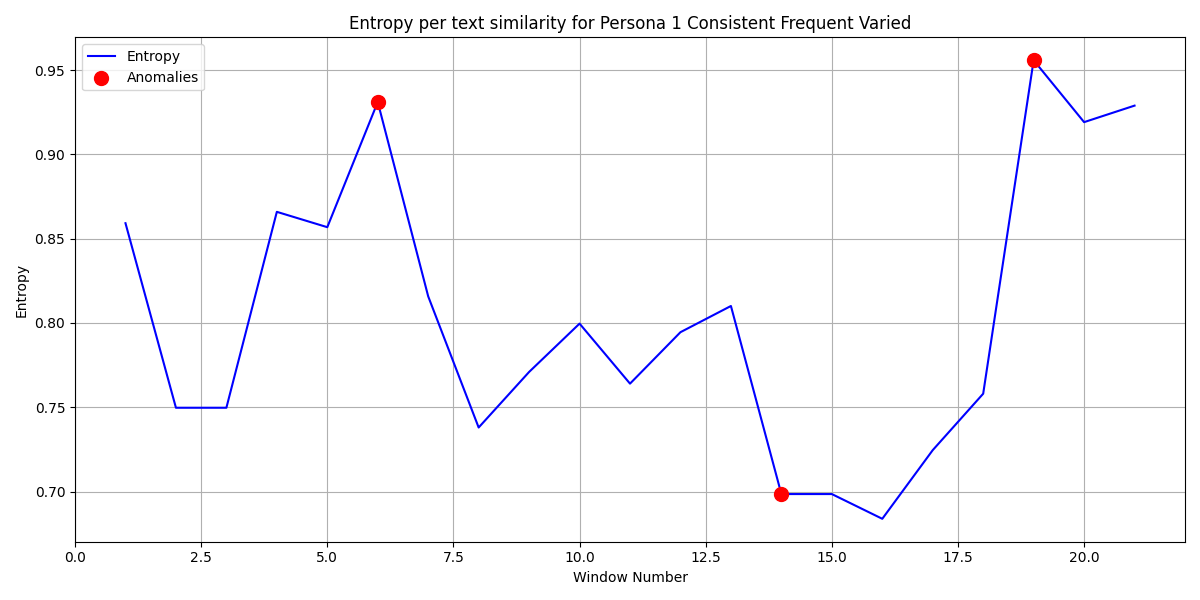 Entropy per text similarity for Persona 1 Consistent Frequent Varied
Entropy
Anomalies
0.95
0.90
0.85
0.80
0.75
0.70
Entropy
0.0 2.5 5.0 7.5 10.0 12.5 15.0 17.5 20.0
Window Number